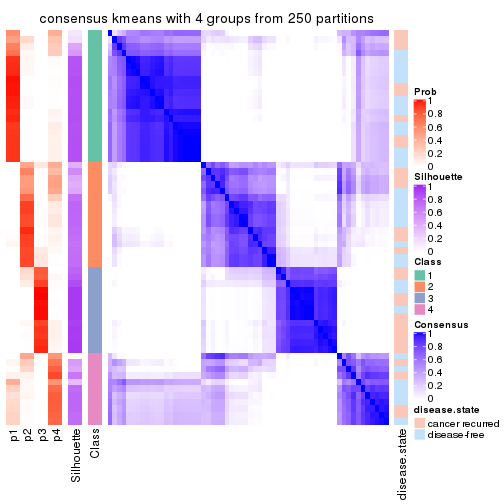 consensus kmeans with 4 groups from 250 partitions
Prob
1
0.8
0.6
0.4
0.2
0
Silhouette
1
0.8
0.6
0.4
0.2
0
Class
1
2
3
4
Consensus
1
0.8
0.6
0.4
0.2
0
disease.state
cancer recurred
disease-free
p1
p2
p3
p4
Silhouette
Class
disease.state